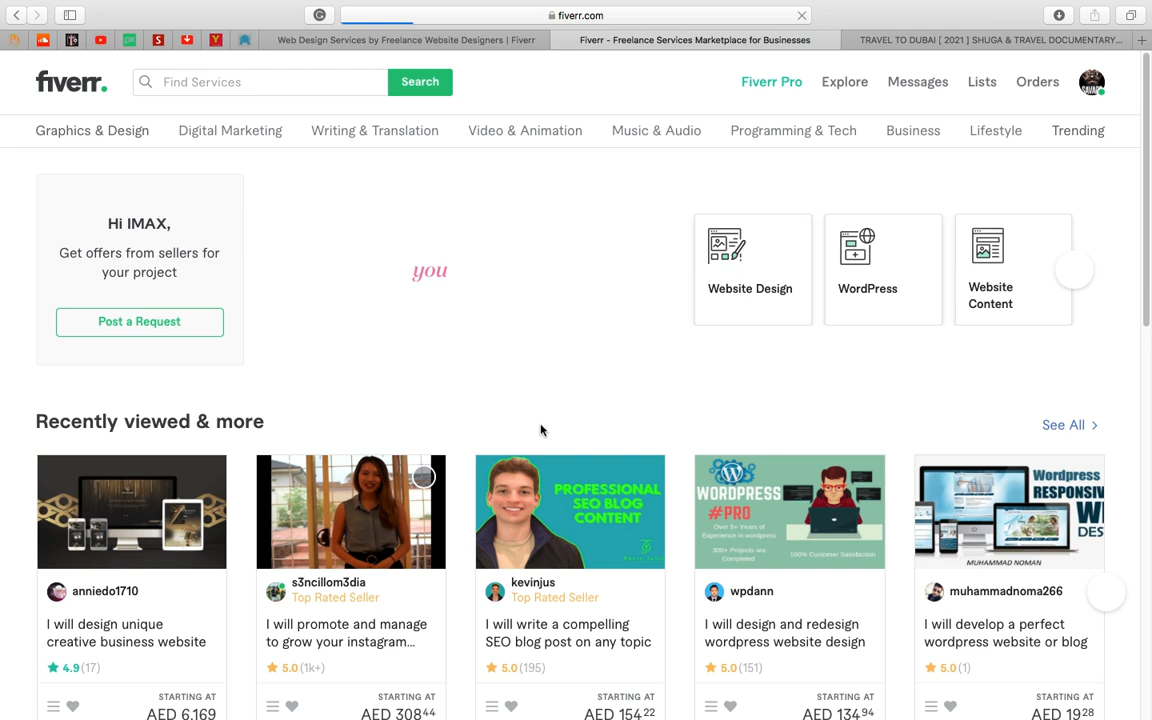 fiverr.com
Web Design Services by Freelance Website Designers | Fiverr
Fiverr - Freelance Services Marketplace for Businesses
TRAVEL TO DUBAI [ 2021 ] SHUGA & TRAVEL DOCUMENTARY...
fiverr.
Find Services
Search
Fiverr Pro
Explore
Messages
Lists
Orders
Graphics & Design
Digital Marketing
Writing & Translation
Video & Animation
Music & Audio
Programming & Tech
Business
Lifestyle
Trending
Hi IMAX,
Get offers from sellers for
your project
Post a Request
you
Website Design
WordPress
Website
Content
Recently viewed & more
See All >
PROFESSIONAL
SEO BLOG
CONTENT
WORDPRESS
#PRO
Over 5+ Years of
Experience in wordpress
300+ Projects are
Completed
100% Customer Satisfaction
Wordpress
RESPONSIV
DES
MUHAMMAD NOMAN
anniedo1710
I will design unique
creative business website
4.9 (17)
STARTING AT
AED 6,169
s3ncillom3dia
Top Rated Seller
I will promote and manage
to grow your instagram...
5.0 (1k+)
STARTING AT
AED 308.44
kevinjus
Top Rated Seller
I will write a compelling
SEO blog post on any topic
5.0 (195)
STARTING AT
AED 154.22
wpdann
I will design and redesign
wordpress website design
5.0 (151)
STARTING AT
AED 134.94
muhammadnoma266
I will develop a perfect
wordpress website or blog
5.0 (1)
STARTING AT
AED 19.28